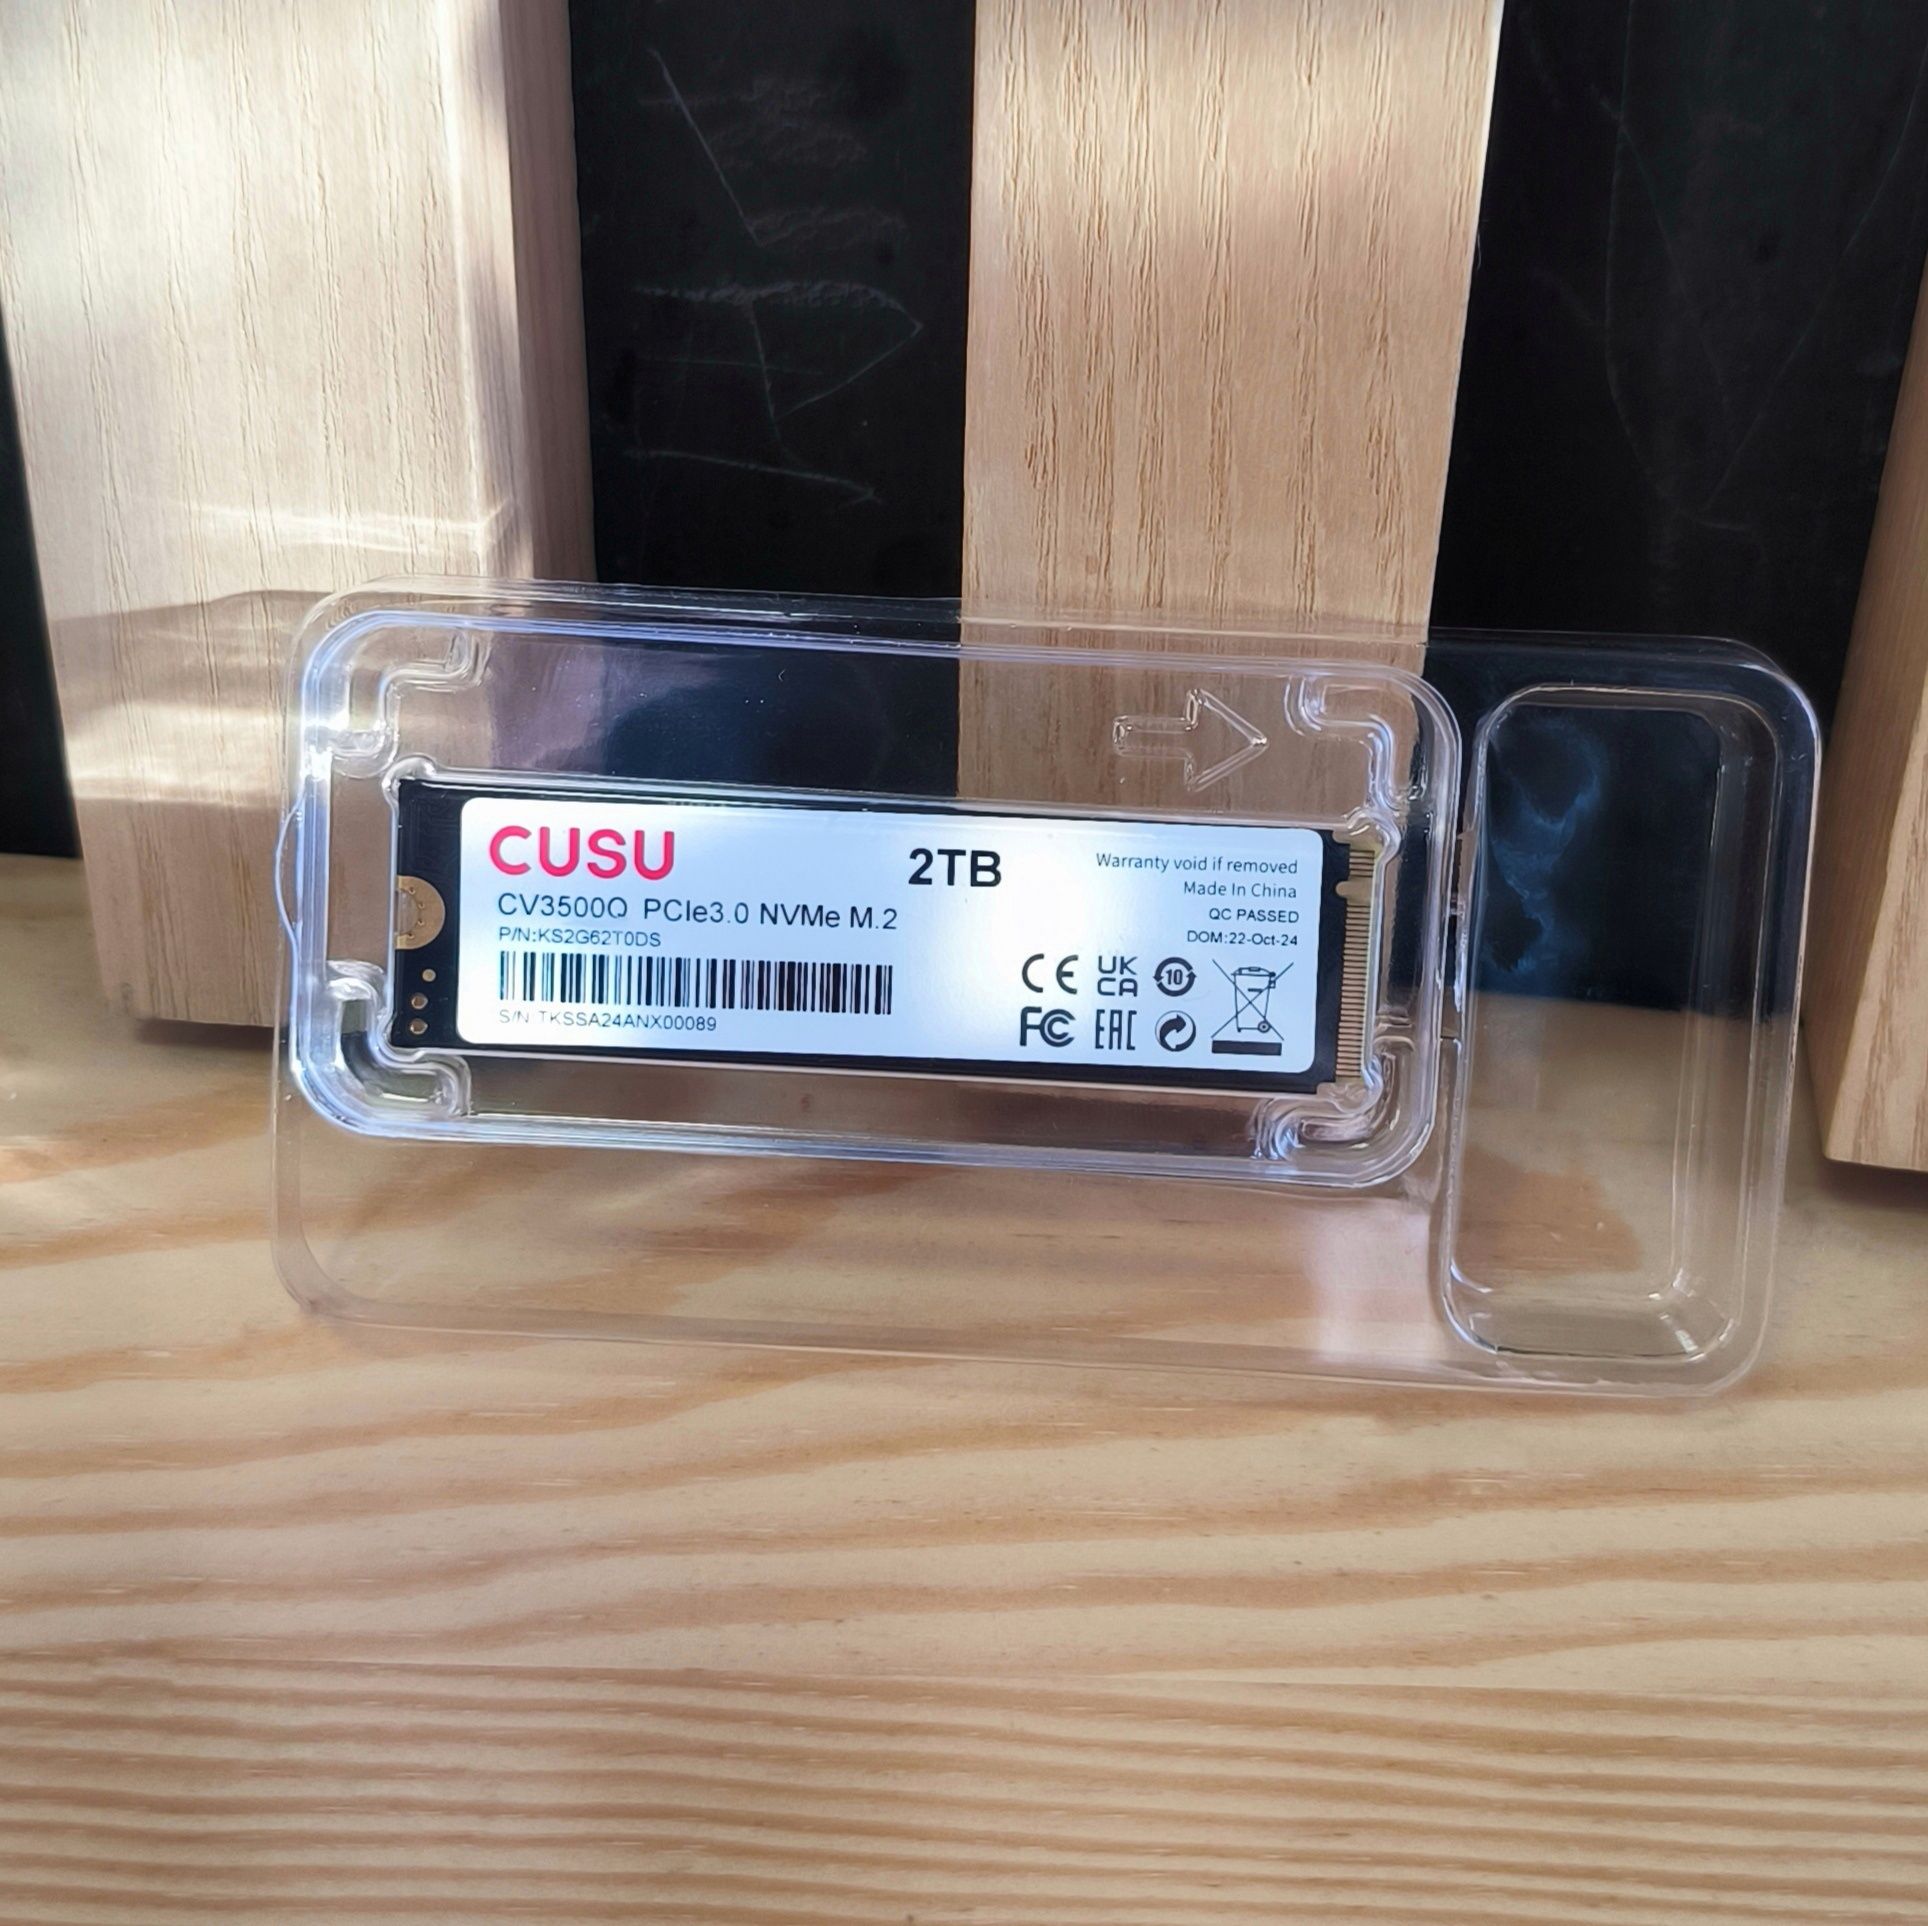 CUSU
2TB
CV3500Q PCIe3.0 NVMe M.2
P/N:KS2G62T0DS
S/N TKSSA24ANX00089
Warranty void if removed
Made In China
QC PASSED
DOM:22-Oct-24
CE UK CA 10
FC EAC